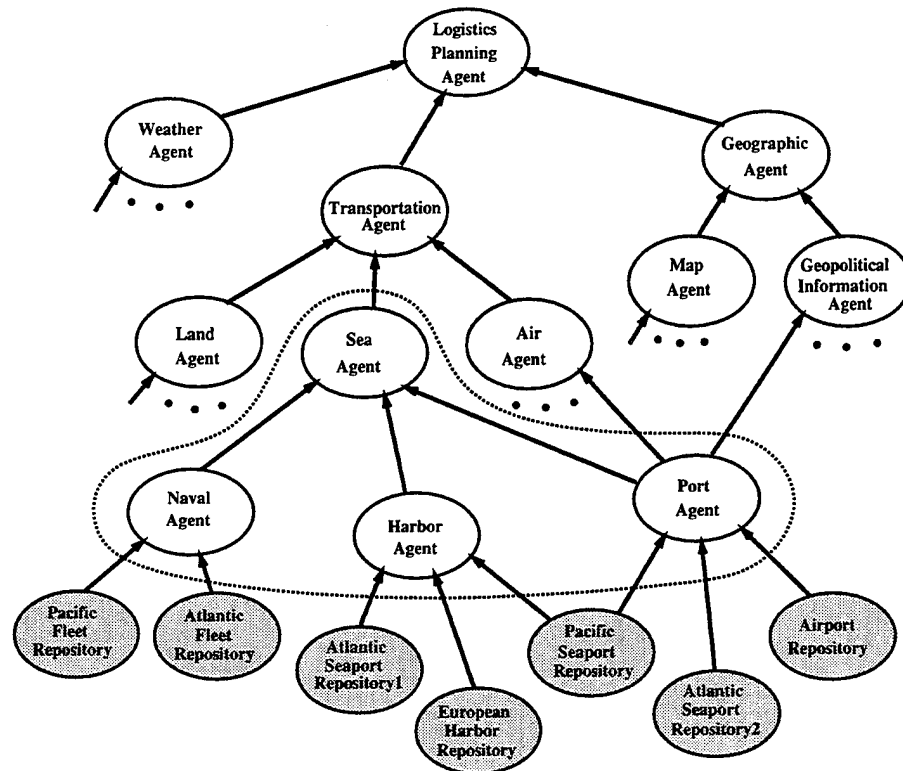 Logistics
Planning
Agent
Weather
Agent
Geographic
Agent
Transportation
Agent
Map
Agent
Geopolitical
Information
Agent
Land
Agent
Sea
Agent
Air
Agent
Naval
Agent
Harbor
Agent
Port
Agent
Pacific
Fleet
Repository
Atlantic
Fleet
Repository
Atlantic
Seaport
Repository1
European
Harbor
Repository
Pacific
Seaport
Repository
Atlantic
Seaport
Repository2
Airport
Repository